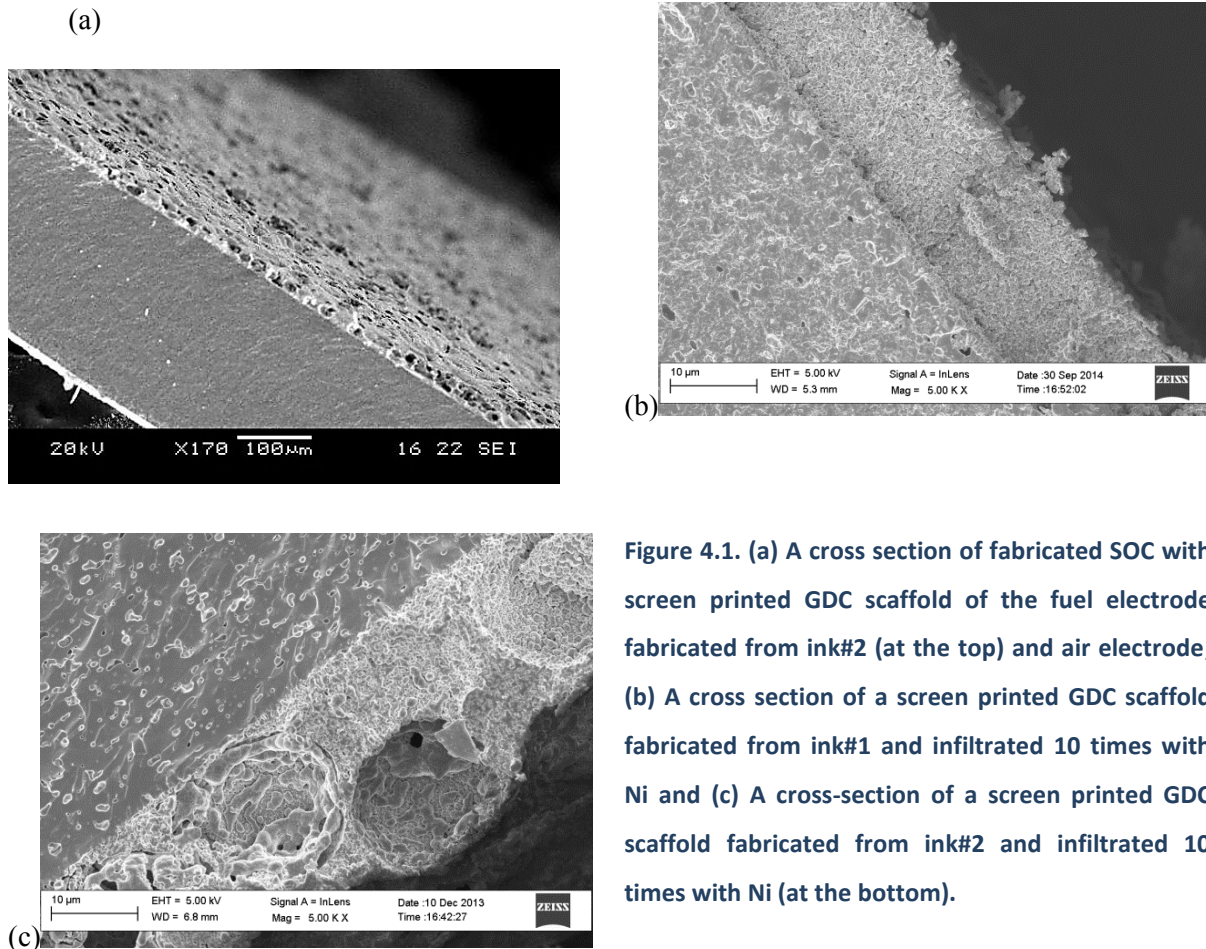 (a)
20kV X170 100µm 16 22 SEI
10 µm EHT = 5.00 kV Signal A = InLens Date :30 Sep 2014 ZEISS
WD = 5.3 mm Mag = 5.00 K X Time :16:52:02
(b)
10 µm EHT = 5.00 kV Signal A = InLens Date :10 Dec 2013 ZEISS
WD = 6.8 mm Mag = 5.00 K X Time :16:42:27
(c)
Figure 4.1. (a) A cross section of fabricated SOC with
screen printed GDC scaffold of the fuel electrode
fabricated from ink#2 (at the top) and air electrode,
(b) A cross section of a screen printed GDC scaffold
fabricated from ink#1 and infiltrated 10 times with
Ni and (c) A cross-section of a screen printed GDC
scaffold fabricated from ink#2 and infiltrated 10
times with Ni (at the bottom).